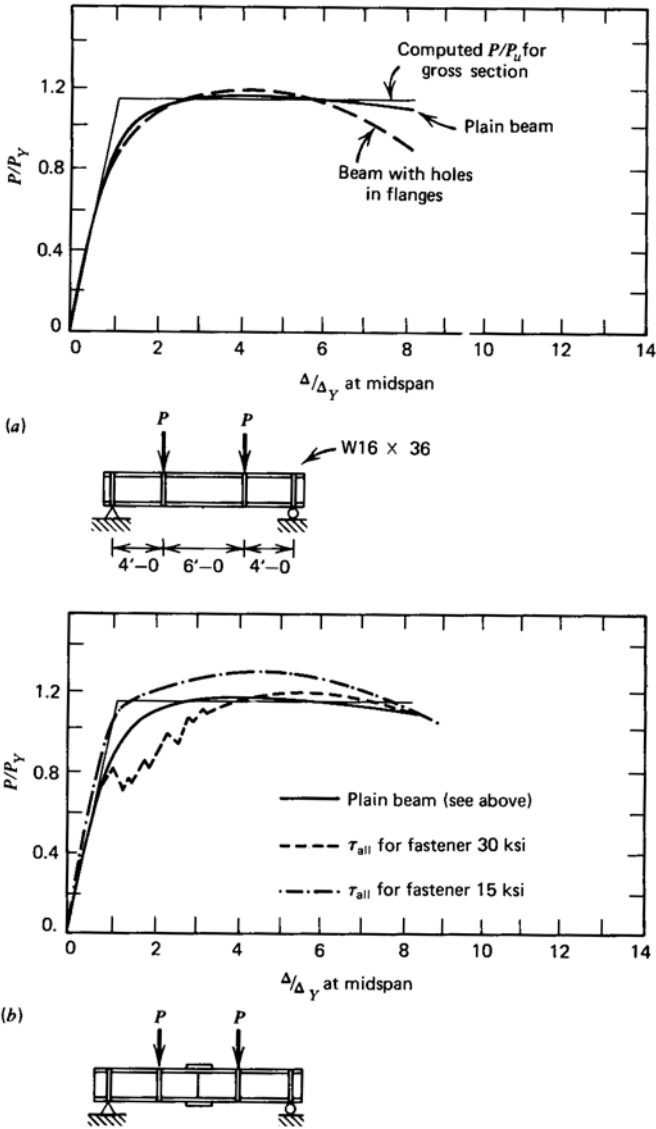 Computed P/Pu for
gross section
1.2
Plain beam
P/PY
0.8
Beam with holes
in flanges
0.4
0
0 2 4 6 8 10 12 14
Δ/ΔY at midspan
(a)
P P
W16 × 36
4'–0 6'–0 4'–0
1.2
P/PY
0.8
Plain beam (see above)
τall for fastener 30 ksi
0.4
τall for fastener 15 ksi
0.
0 2 4 6 8 10 12 14
Δ/ΔY at midspan
(b)
P P